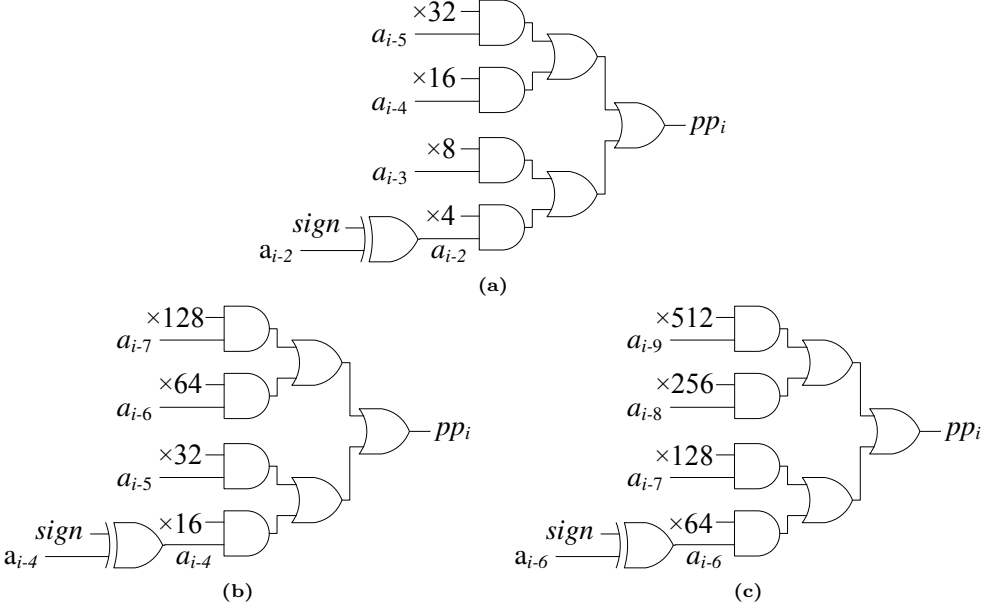 ×32
a_{i-5}
×16
a_{i-4}
pp_i
×8
a_{i-3}
×4
sign
a_{i-2}
a_{i-2}
(a)
×128
a_{i-7}
×64
a_{i-6}
pp_i
×32
a_{i-5}
×16
sign
a_{i-4}
a_{i-4}
(b)
×512
a_{i-9}
×256
a_{i-8}
pp_i
×128
a_{i-7}
×64
sign
a_{i-6}
a_{i-6}
(c)